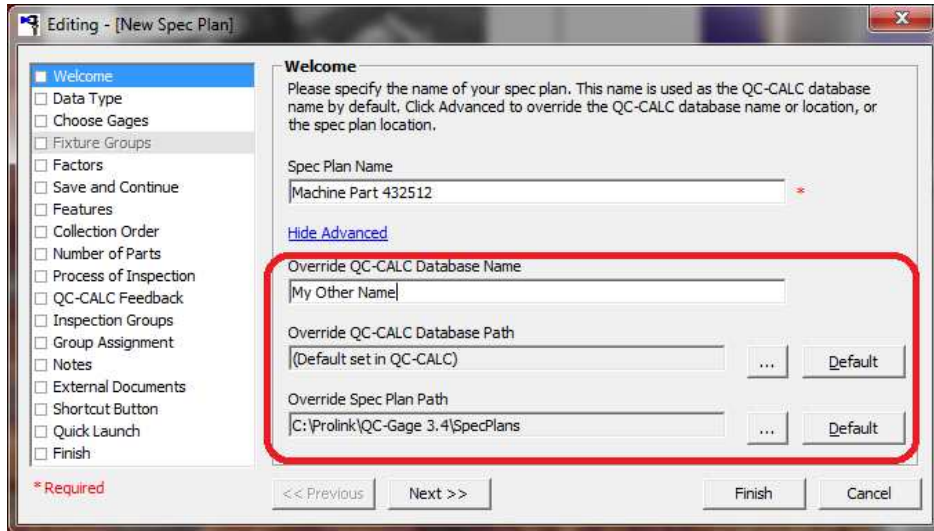 Editing - [New Spec Plan]
Welcome
Data Type
Choose Gages
Fixture Groups
Factors
Save and Continue
Features
Collection Order
Number of Parts
Process of Inspection
QC-CALC Feedback
Inspection Groups
Group Assignment
Notes
External Documents
Shortcut Button
Quick Launch
Finish
* Required
Welcome
Please specify the name of your spec plan. This name is used as the QC-CALC database
name by default. Click Advanced to override the QC-CALC database name or location, or
the spec plan location.
Spec Plan Name
Machine Part 432512 *
Hide Advanced
Override QC-CALC Database Name
My Other Name
Override QC-CALC Database Path
(Default set in QC-CALC) ... Default
Override Spec Plan Path
C:\Prolink\QC-Gage 3.4\SpecPlans ... Default
<< Previous Next >> Finish Cancel